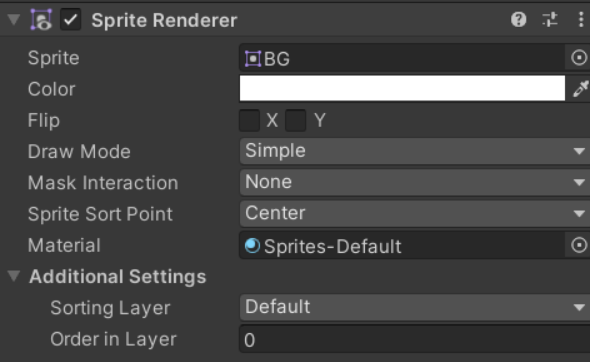 Sprite Renderer
Sprite BG
Color
Flip X Y
Draw Mode Simple
Mask Interaction None
Sprite Sort Point Center
Material Sprites-Default
Additional Settings
Sorting Layer Default
Order in Layer 0